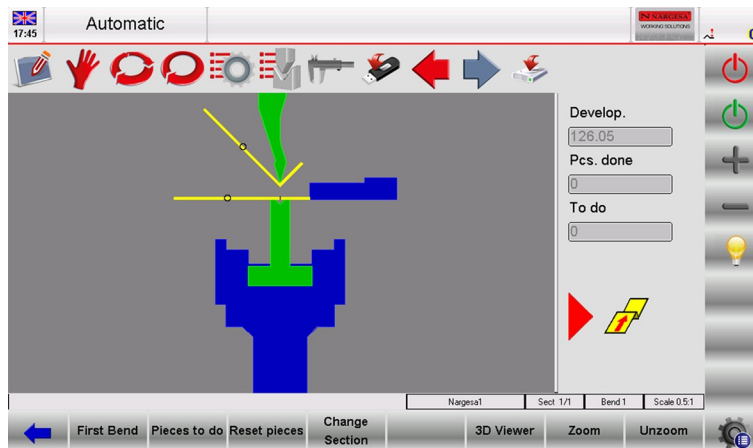 17:45
Automatic
N NARGESA
WORKING SOLUTIONS
Develop.
126.05
Pcs. done
0
To do
0
Nargesa1
Sect 1/1
Bend 1
Scale 0.5:1
First Bend
Pieces to do
Reset pieces
Change
Section
3D Viewer
Zoom
Unzoom